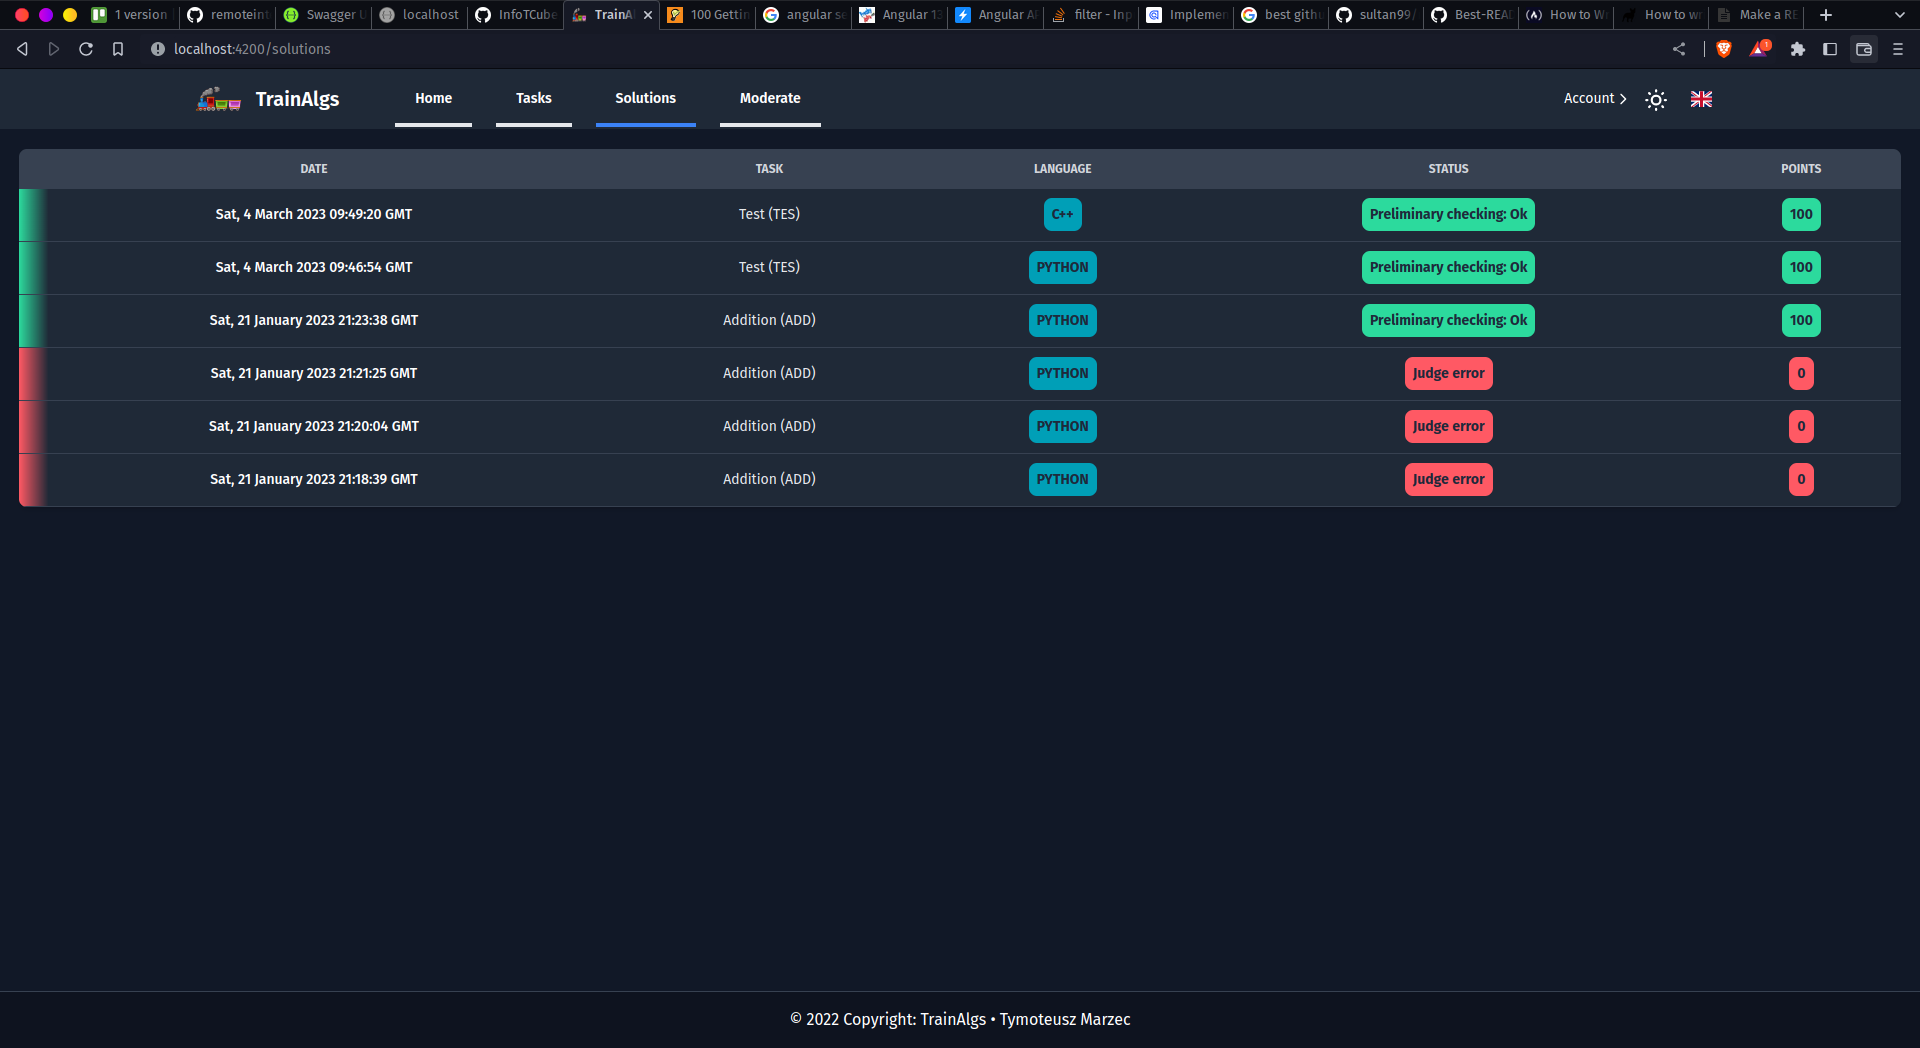 1 version
remotein
Swagger U
localhost
InfoTCube
TrainA
100 Gettin
angular se
Angular 13
Angular A
filter - Inp
Implemen
best githu
sultan99/
Best-READ
How to W
How to wr
Make a RE
localhost:4200/solutions
TrainAlgs
Home
Tasks
Solutions
Moderate
Account
DATE TASK LANGUAGE STATUS POINTS
Sat, 4 March 2023 09:49:20 GMT Test (TES) C++ Preliminary checking: Ok 100
Sat, 4 March 2023 09:46:54 GMT Test (TES) PYTHON Preliminary checking: Ok 100
Sat, 21 January 2023 21:23:38 GMT Addition (ADD) PYTHON Preliminary checking: Ok 100
Sat, 21 January 2023 21:21:25 GMT Addition (ADD) PYTHON Judge error 0
Sat, 21 January 2023 21:20:04 GMT Addition (ADD) PYTHON Judge error 0
Sat, 21 January 2023 21:18:39 GMT Addition (ADD) PYTHON Judge error 0
© 2022 Copyright: TrainAlgs • Tymoteusz Marzec